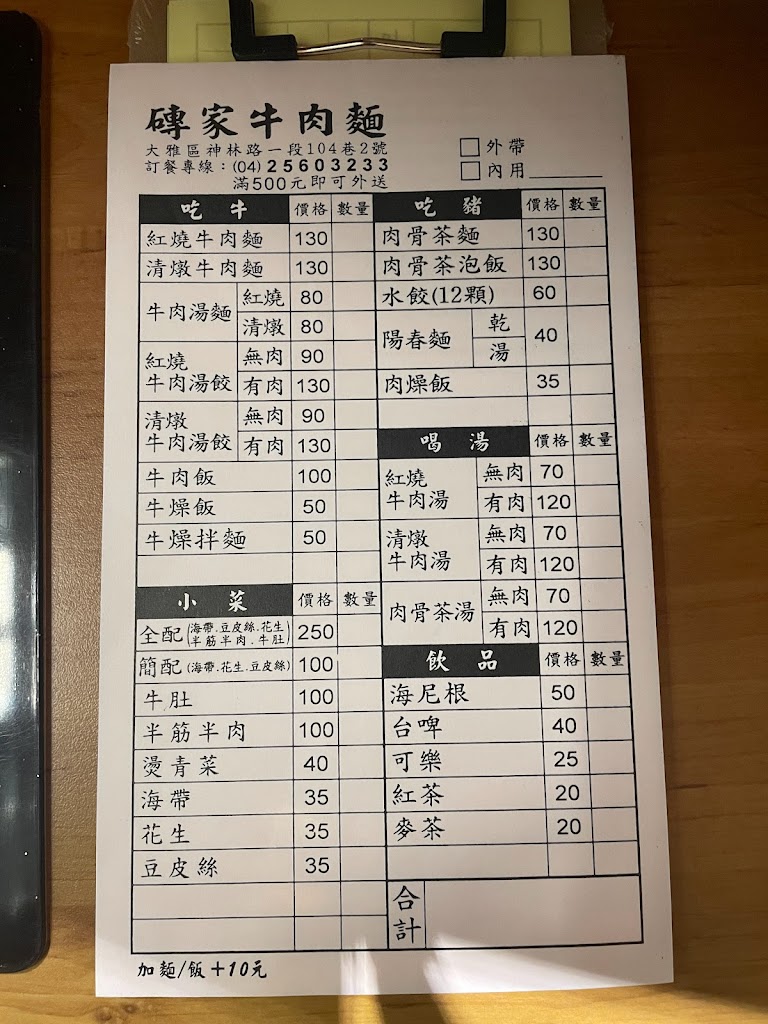 磚家牛肉麵
大雅區神林路一段104巷2號
訂餐專線：(04) 25603233
滿500元即可外送
外帶
內用
吃牛 價格 數量
紅燒牛肉麵 130
清燉牛肉麵 130
牛肉湯麵 紅燒 80
清燉 80
紅燒牛肉湯餃 無肉 90
有肉 130
清燉牛肉湯餃 無肉 90
有肉 130
牛肉飯 100
牛燥飯 50
牛燥拌麵 50
小菜 價格 數量
全配(海帶.豆皮絲.花生 半筋半肉.牛肚) 250
簡配(海帶.花生.豆皮絲) 100
牛肚 100
半筋半肉 100
燙青菜 40
海帶 35
花生 35
豆皮絲 35
吃豬 價格 數量
肉骨茶麵 130
肉骨茶泡飯 130
水餃(12顆) 60
陽春麵 乾 湯 40
肉燥飯 35
喝湯 價格 數量
紅燒牛肉湯 無肉 70
有肉 120
清燉牛肉湯 無肉 70
有肉 120
肉骨茶湯 無肉 70
有肉 120
飲品 價格 數量
海尼根 50
台啤 40
可樂 25
紅茶 20
麥茶 20
合計
加麵/飯+10元